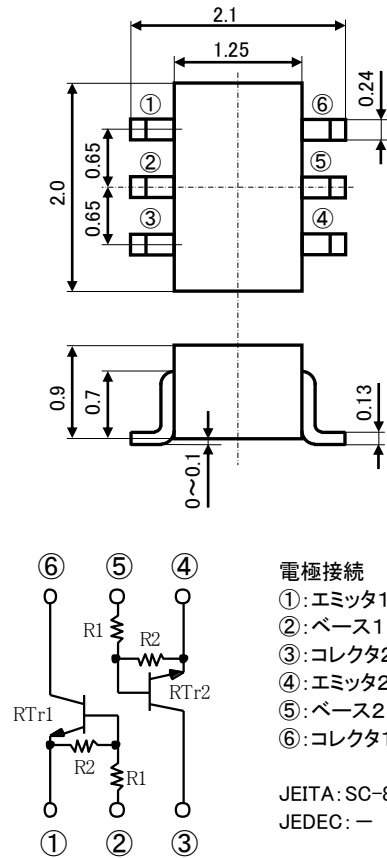 2.1
1.25
① ⑥
0.24
0.65
② ⑤
2.0
0.65
③ ④
0.9
0.7
0.13
0~0.1
⑥ ⑤ ④
R1
R2
RTr2
RTr1
R2
R1
① ② ③
電極接続
①:エミッタ1
②:ベース1
③:コレクタ2
④:エミッタ2
⑤:ベース2
⑥:コレクタ1
JEITA:
JEDEC:ー